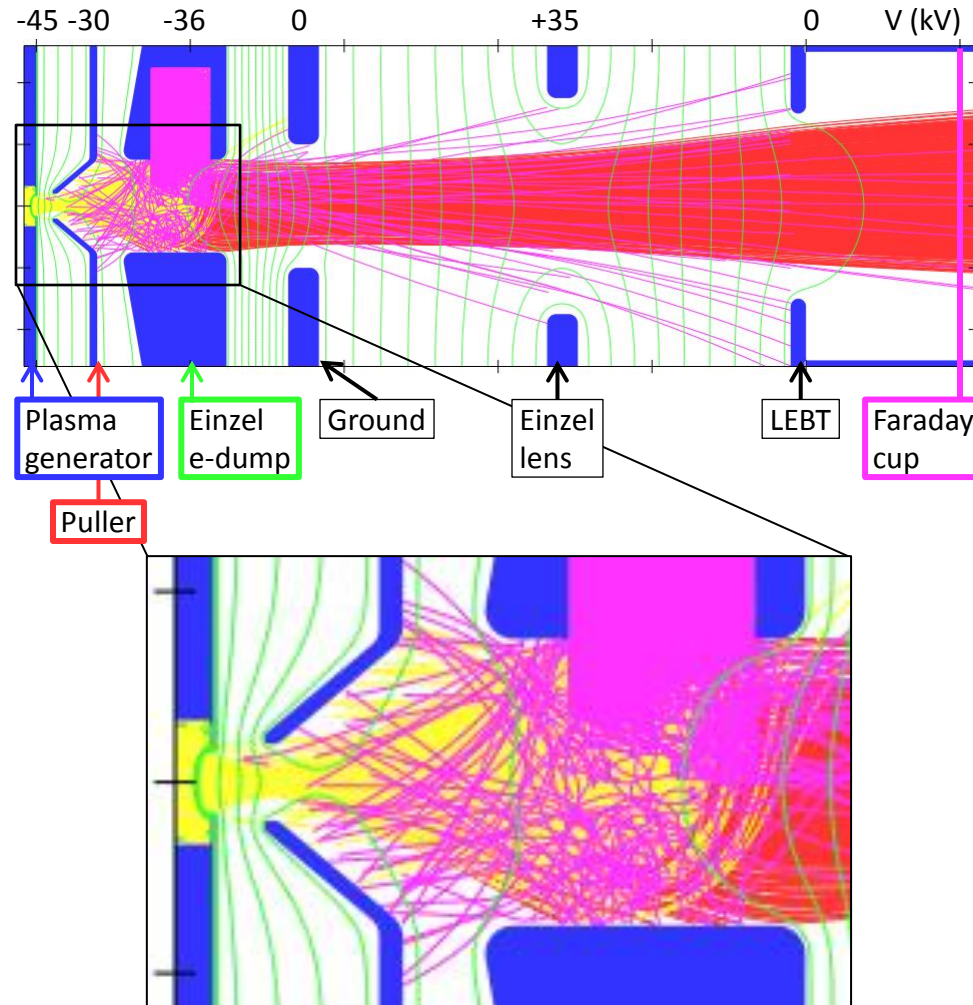 -45 -30 -36 0 +35 0 V (kV)
Plasma
generator
Einzel
e-dump
Ground
Einzel
lens
LEBT
Faraday
cup
Puller